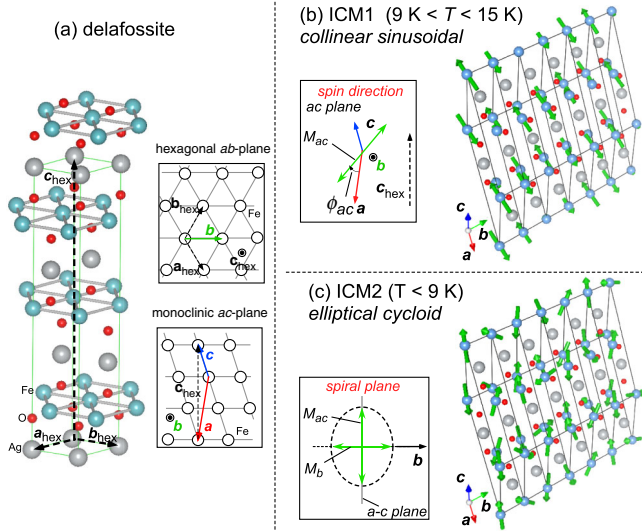 (a) delafossite
c_hex
Fe
O
Ag
a_hex
b_hex
hexagonal ab-plane
b_hex
Fe
b
a_hex
c_hex
monoclinic ac-plane
c
c_hex
b
a
Fe
(b) ICM1 (9 K < T < 15 K)
collinear sinusoidal
spin direction
ac plane
c
M_ac
b
ϕ_ac
a
c_hex
c
b
a
(c) ICM2 (T < 9 K)
elliptical cycloid
spiral plane
M_ac
M_b
b
a-c plane
c
b
a